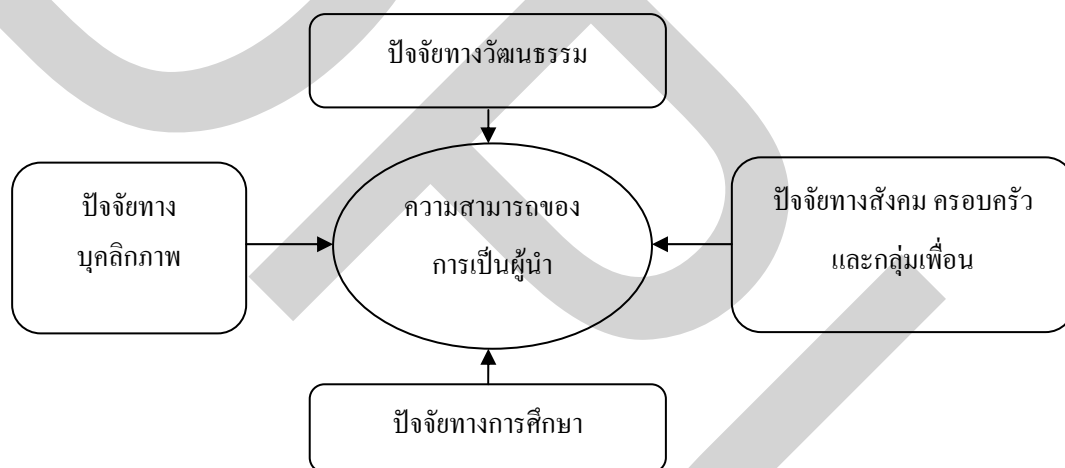 ปัจจัยทางวัฒนธรรม
ปัจจัยทาง
บุคลิกภาพ
ความสามารถของ
การเป็นผู้นำ
ปัจจัยทางสังคม ครอบครัว
และกลุ่มเพื่อน
ปัจจัยทางการศึกษา